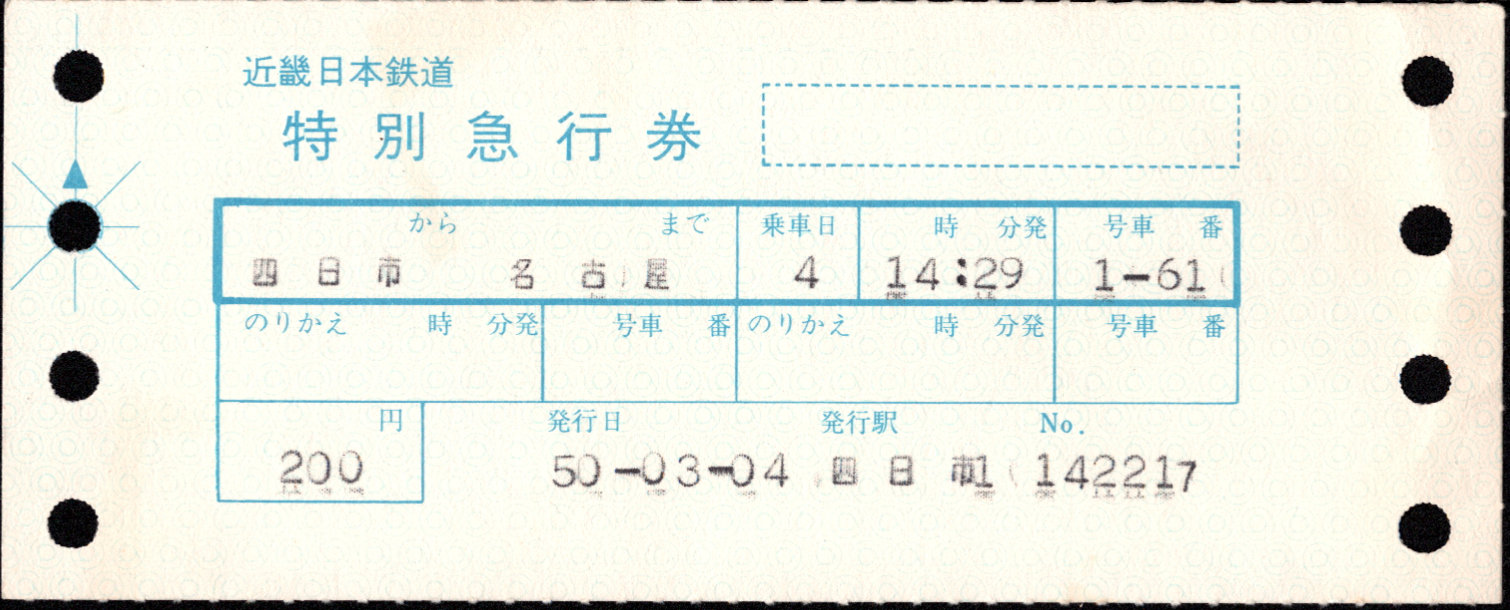 近畿日本鉄道
特別急行券
から まで 乗車日 時 分発 号車 番
四日市 名古屋 4 14:29 1-61
のりかえ 時 分発 号車 番 のりかえ 時 分発 号車 番
円 発行日 発行駅 No.
200 50-03-04 四日市1 142217